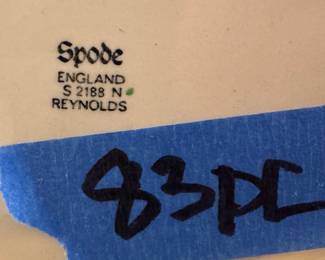 Spode
ENGLAND
S 2188 N
REYNOLDS
83PC